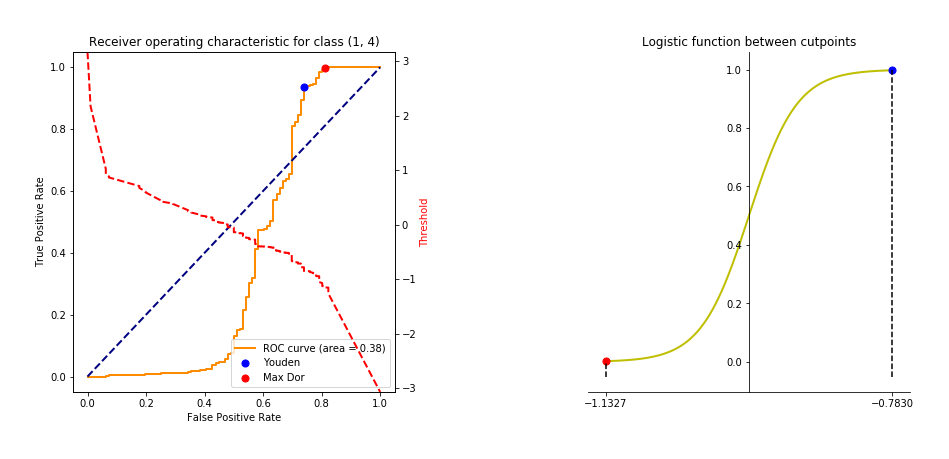 Receiver operating characteristic for class (1, 4)
True Positive Rate
1.0
0.8
0.6
0.4
0.2
0.0
0.0 0.2 0.4 0.6 0.8 1.0
False Positive Rate
3
2
1
0
−1
−2
−3
Threshold
ROC curve (area = 0.38)
Youden
Max Dor
Logistic function between cutpoints
1.0
0.8
0.6
0.4
0.2
0.0
−1.1327 −0.7830